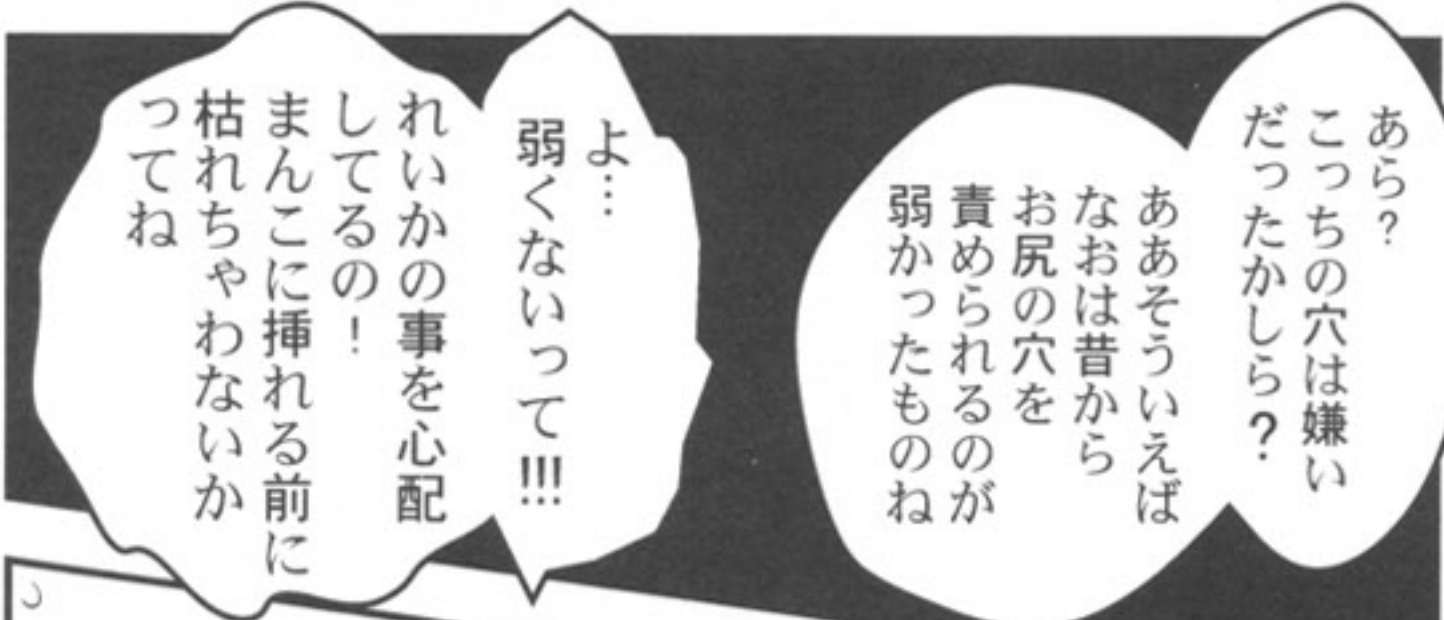 あら?
こっちの穴は嫌い
だったかしら?
ああそういえば
なおは昔から
お尻の穴を
責められるのが
弱かったものね
よ…
弱くないって!!!
れいかの事を心配
してるの!
まんこに挿れる前に
枯れちゃわないか
ってね